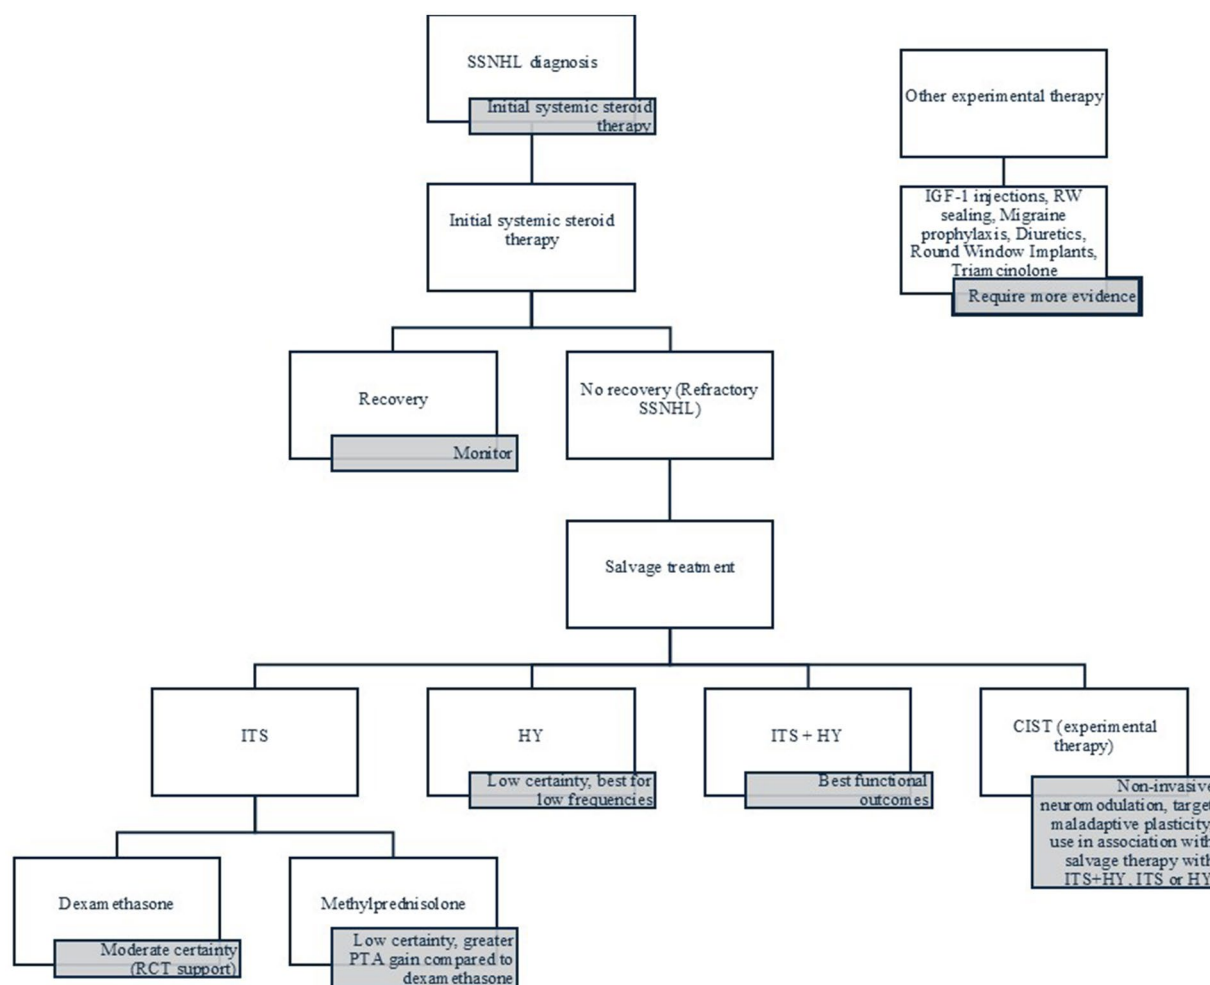 SSNHL diagnosis
Initial systemic steroid
therapy
Other experimental therapy
Initial systemic steroid
therapy
IGF-1 injections, RW
sealing, Migraine
prophylaxis, Diuretics,
Round Window Implants,
Triamcinolone
Require more evidence
Recovery
Monitor
No recovery (Refractory
SSNHL)
Salvage treatment
ITS
HY
Low certainty, best for
low frequencies
ITS + HY
Best functional
outcomes
CIST (experimental
therapy)
Non-invasive
neuromodulation, target
maladaptive plasticity
use in association with
salvage therapy with
ITS+HY, ITS or HY
Dexamethasone
Moderate certainty
(RCT support)
Methylprednisolone
Low certainty, greater
PTA gain compared to
dexamethasone